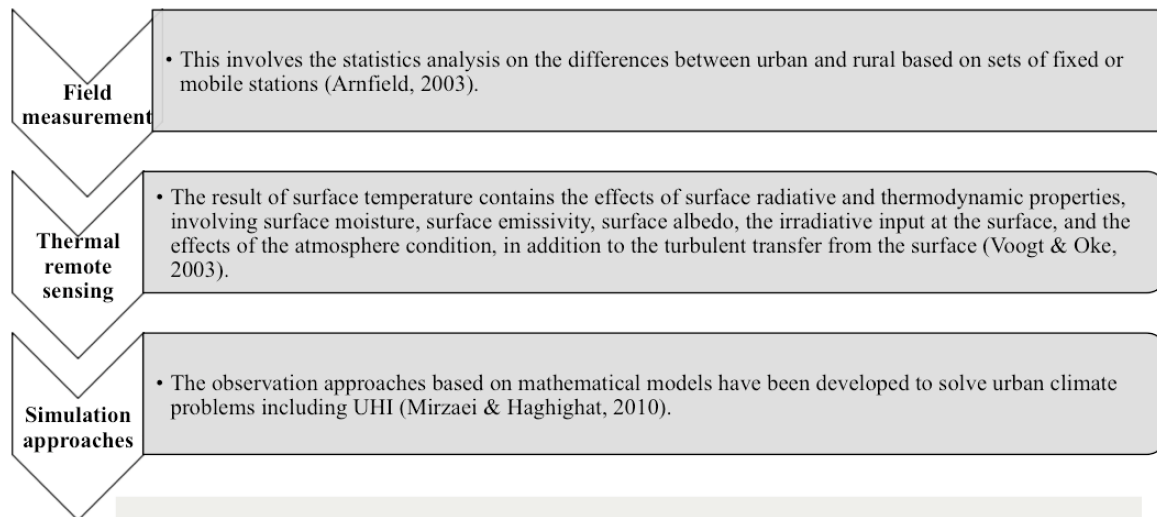 Field
measurement
• This involves the statistics analysis on the differences between urban and rural based on sets of fixed or
mobile stations (Arnfield, 2003).
Thermal
remote
sensing
• The result of surface temperature contains the effects of surface radiative and thermodynamic properties,
involving surface moisture, surface emissivity, surface albedo, the irradiative input at the surface, and the
effects of the atmosphere condition, in addition to the turbulent transfer from the surface (Voogt & Oke,
2003).
Simulation
approaches
• The observation approaches based on mathematical models have been developed to solve urban climate
problems including UHI (Mirzaei & Haghighat, 2010).